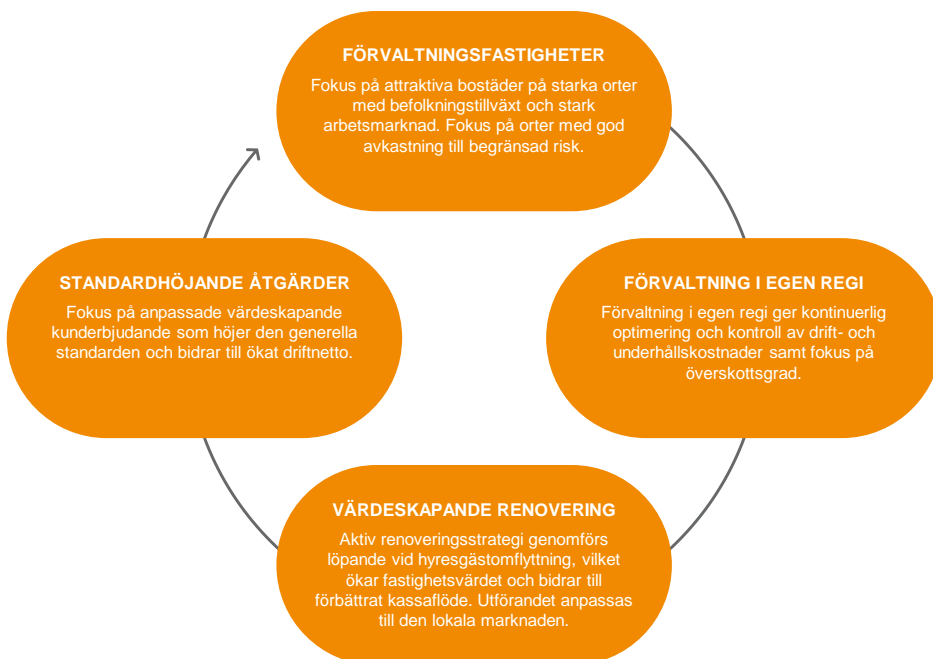 FÖRVALTNINGSFASTIGHETER
Fokus på attraktiva bostäder på starka orter
med befolkningstillväxt och stark
arbetsmarknad. Fokus på orter med god
avkastning till begränsad risk.
STANDARDHÖJANDE ÅTGÄRDER
Fokus på anpassade värdeskapande
kunderbjudande som höjer den generella
standarden och bidrar till ökat driftnetto.
FÖRVALTNING I EGEN REGI
Förvaltning i egen regi ger kontinuerlig
optimering och kontroll av drift- och
underhållskostnader samt fokus på
överskottsgrad.
VÄRDESKAPANDE RENOVERING
Aktiv renoveringsstrategi genomförs
löpande vid hyresgästomflyttning, vilket
ökar fastighetsvärdet och bidrar till
förbättrat kassaflöde. Utförandet anpassas
till den lokala marknaden.